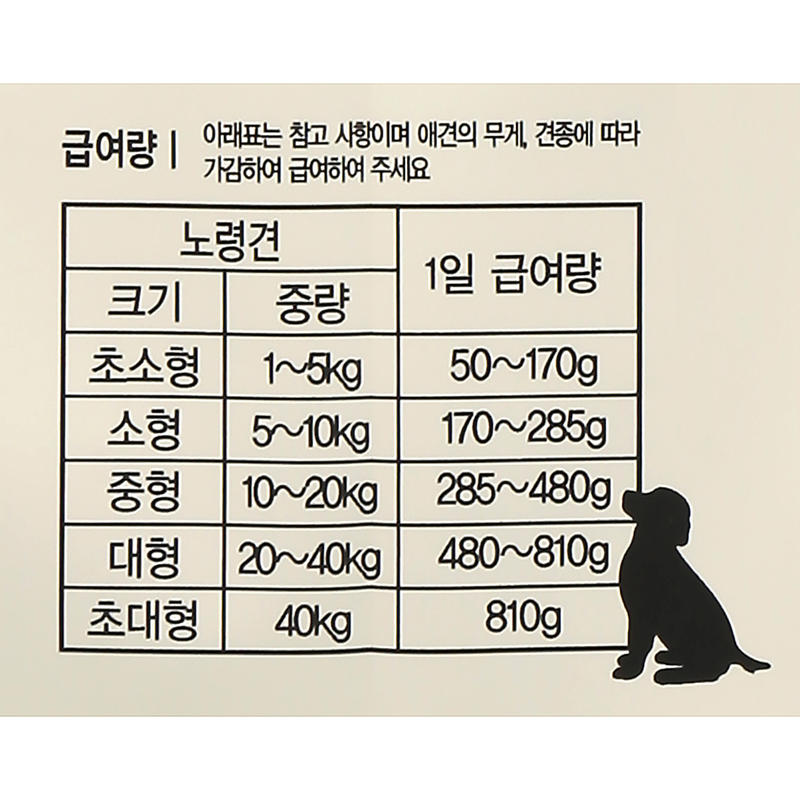 급여량 | 아래표는 참고 사항이며 애견의 무게, 견종에 따라
가감하여 급여하여 주세요
노령견
1일 급여량
크기 중량
초소형 1~5kg 50~170g
소형 5~10kg 170~285g
중형 10~20kg 285~480g
대형 20~40kg 480~810g
초대형 40kg 810g